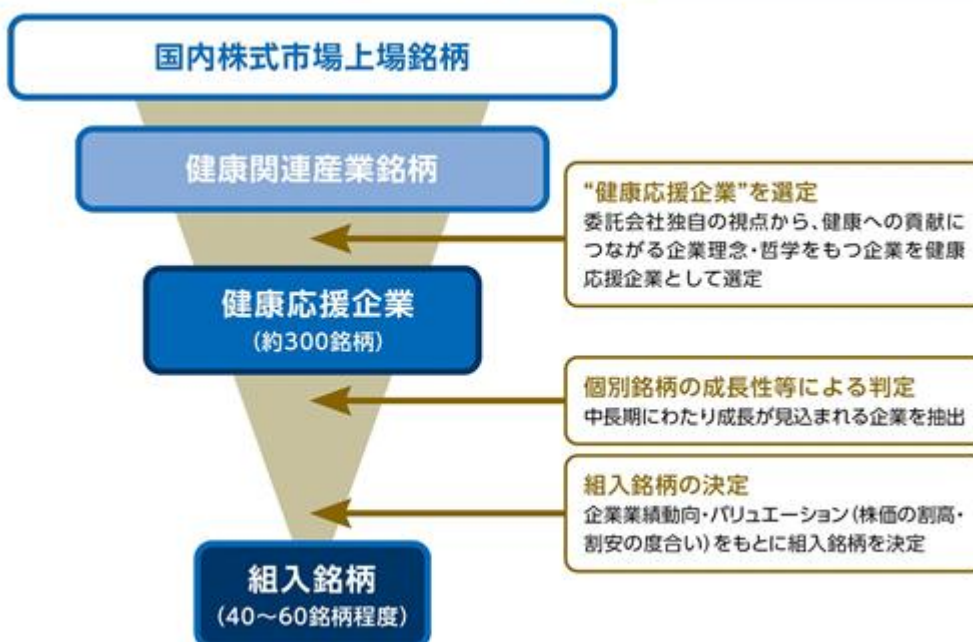 国内株式市場上場銘柄
健康関連産業銘柄
“健康応援企業”を選定
委託会社独自の視点から、健康への貢献に
つながる企業理念・哲学をもつ企業を健康
応援企業として選定
健康応援企業
(約300銘柄)
個別銘柄の成長性等による判定
中長期にわたり成長が見込まれる企業を抽出
組入銘柄の決定
企業業績動向・バリュエーション(株価の割高・
割安の度合い)をもとに組入銘柄を決定
組入銘柄
(40～60銘柄程度)